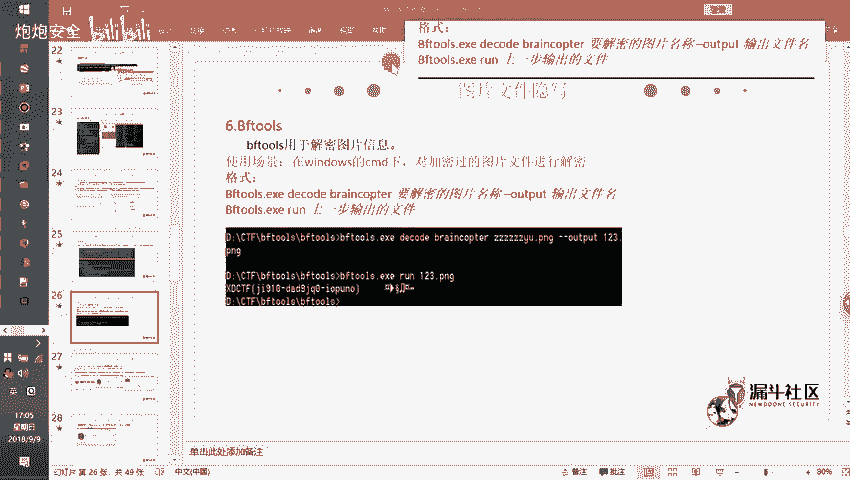 炮炮安全
格式：
Bftools.exe decode braincopter 要解密的图片名称 –output 输出文件名
Bftools.exe run 上一步输出的文件
图片文件隐写
22
23
24
25
26
27
28
6.Bftools
bftools用于解密图片信息。
使用场景：在windows的cmd下，对加密过的图片文件进行解密
格式：
Bftools.exe decode braincopter 要解密的图片名称 –output 输出文件名
Bftools.exe run 上一步输出的文件
D:\CTF\bftools\bftools>bftools.exe decode braincopter zzzzzzyu.png --output 123.
png
D:\CTF\bftools\bftools>bftools.exe run 123.png
XDCTF{ji910-dad9jq0-iopuno}
D:\CTF\bftools\bftools>
漏斗社区
NEWDOONE SECURITY
英
17:05
星期日
2018/9/9
单击此处添加备注
幻灯片 第 26 张，共 49 张
中文(中国)
备注
批注
80%